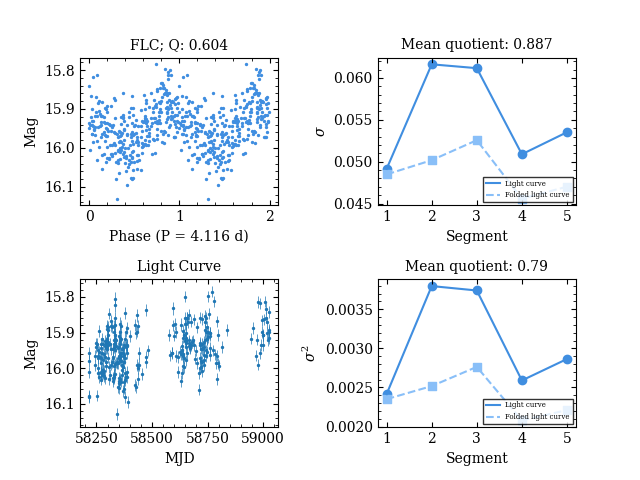 FLC; Q: 0.604
15.8
15.9
16.0
16.1
Mag
0
1
2
Phase (P = 4.116 d)
Mean quotient: 0.887
0.060
0.055
0.050
0.045
σ
1
2
3
4
5
Segment
Light curve
Folded light curve
Light Curve
15.8
15.9
16.0
16.1
Mag
58250
58500
58750
59000
MJD
Mean quotient: 0.79
0.0035
0.0030
0.0025
0.0020
σ²
1
2
3
4
5
Segment
Light curve
Folded light curve